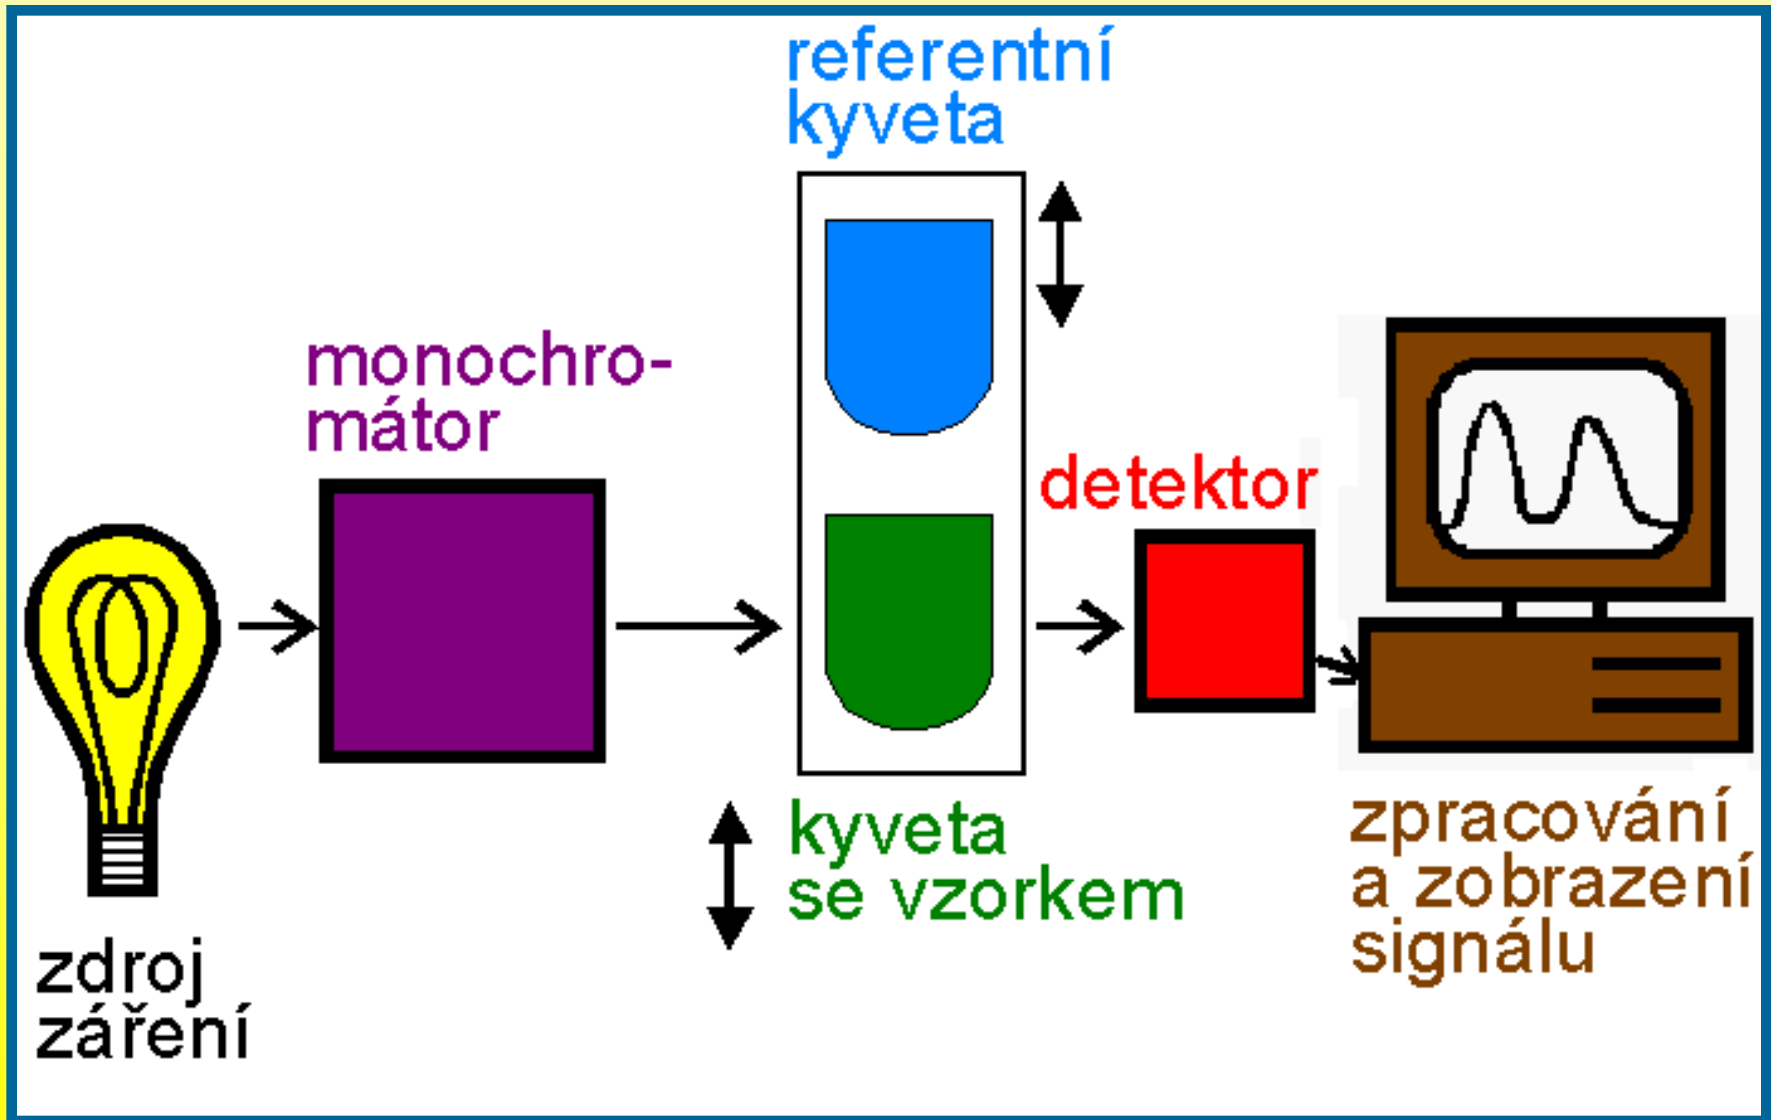 referentní
kyveta
monochro-
mátor
detektor
kyveta
se vzorkem
zpracování
a zobrazení
signálu
zdroj
záření